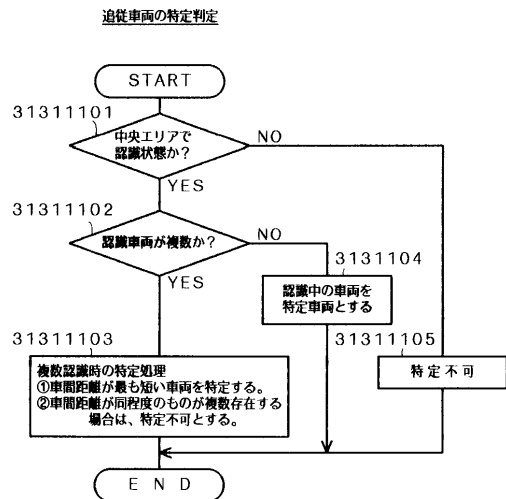 追従車両の特定判定
START
31311101
中央エリアで
認識状態か？
NO
YES
31311102
認識車両が複数か？
NO
YES
3131104
認識中の車両を
特定車両とする
31311103
複数認識時の特定処理
①車間距離が最も短い車両を特定する。
②車間距離が同程度のものが複数存在する
場合は、特定不可とする。
31311105
特定不可
END